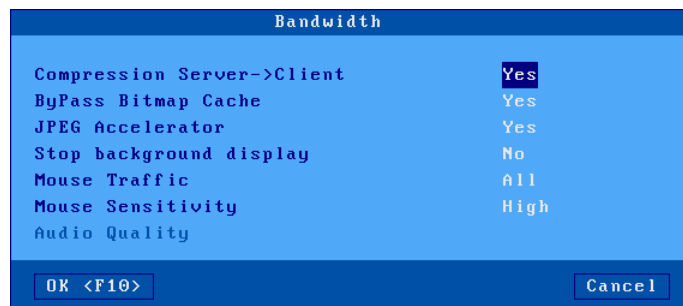 Bandwidth
Compression Server->Client Yes
ByPass Bitmap Cache Yes
JPEG Accelerator Yes
Stop background display No
Mouse Traffic All
Mouse Sensitivity High
Audio Quality
OK <F10> Cancel